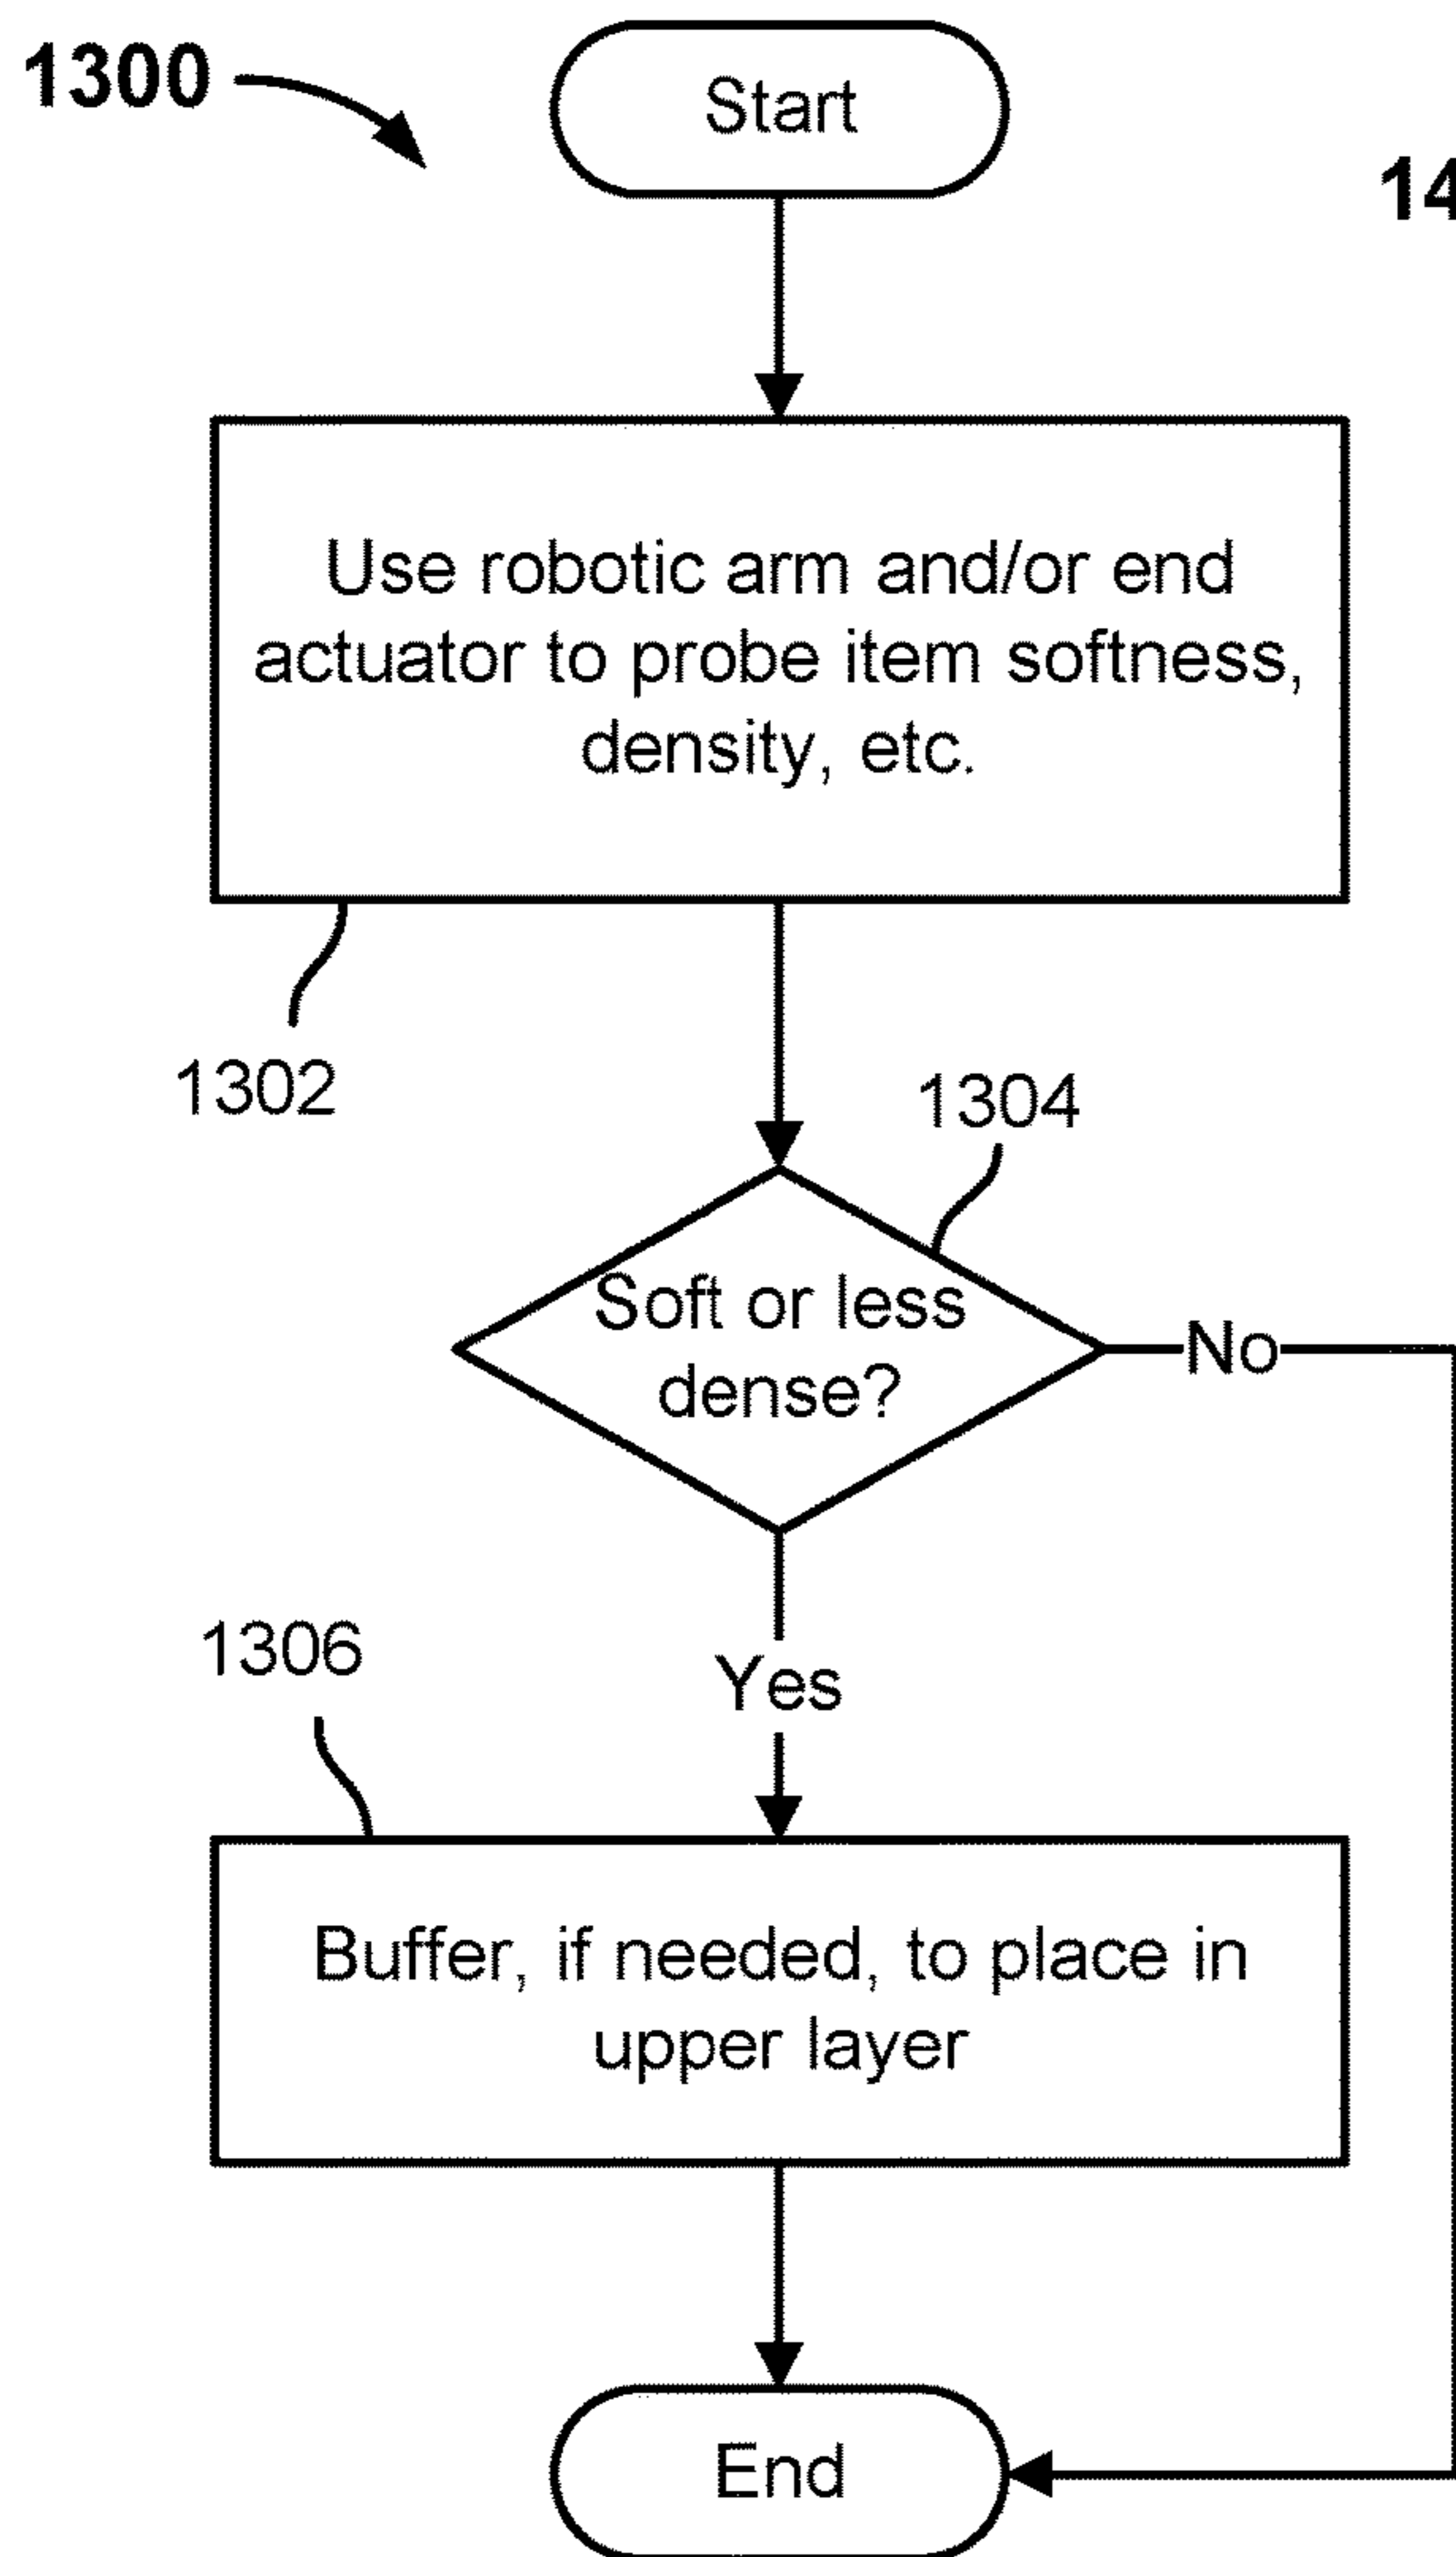 1300
Start
14
Use robotic arm and/or end
actuator to probe item softness,
density, etc.
1302
1304
Soft or less
dense?
No
Yes
1306
Buffer, if needed, to place in
upper layer
End